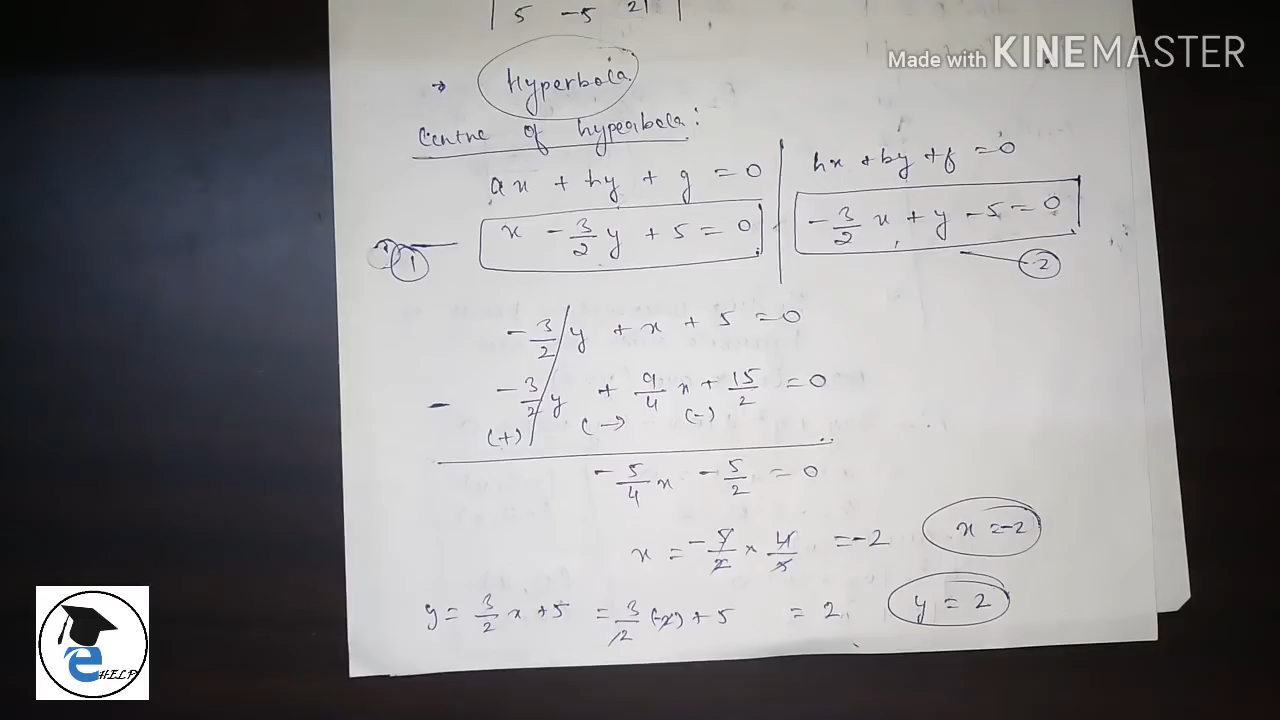 | 5 -5 21 |
Made with KINEMASTER
→ Hyperbola.
Centre of hyperbola:
ax + hy + g = 0
hx + by + f = 0
x - 3/2 y + 5 = 0
- 3/2 x + y - 5 = 0
1
2
- 3/2 y + x + 5 = 0
- - 3/2 y + 9/4 x + 15/2 = 0
(+) (-) (-)
- 5/4 x - 5/2 = 0
x = - 5/2 × 4/5 = -2
x = -2
y = 3/2 x + 5 = 3/2 (-2) + 5 = 2.
y = 2
e HELP